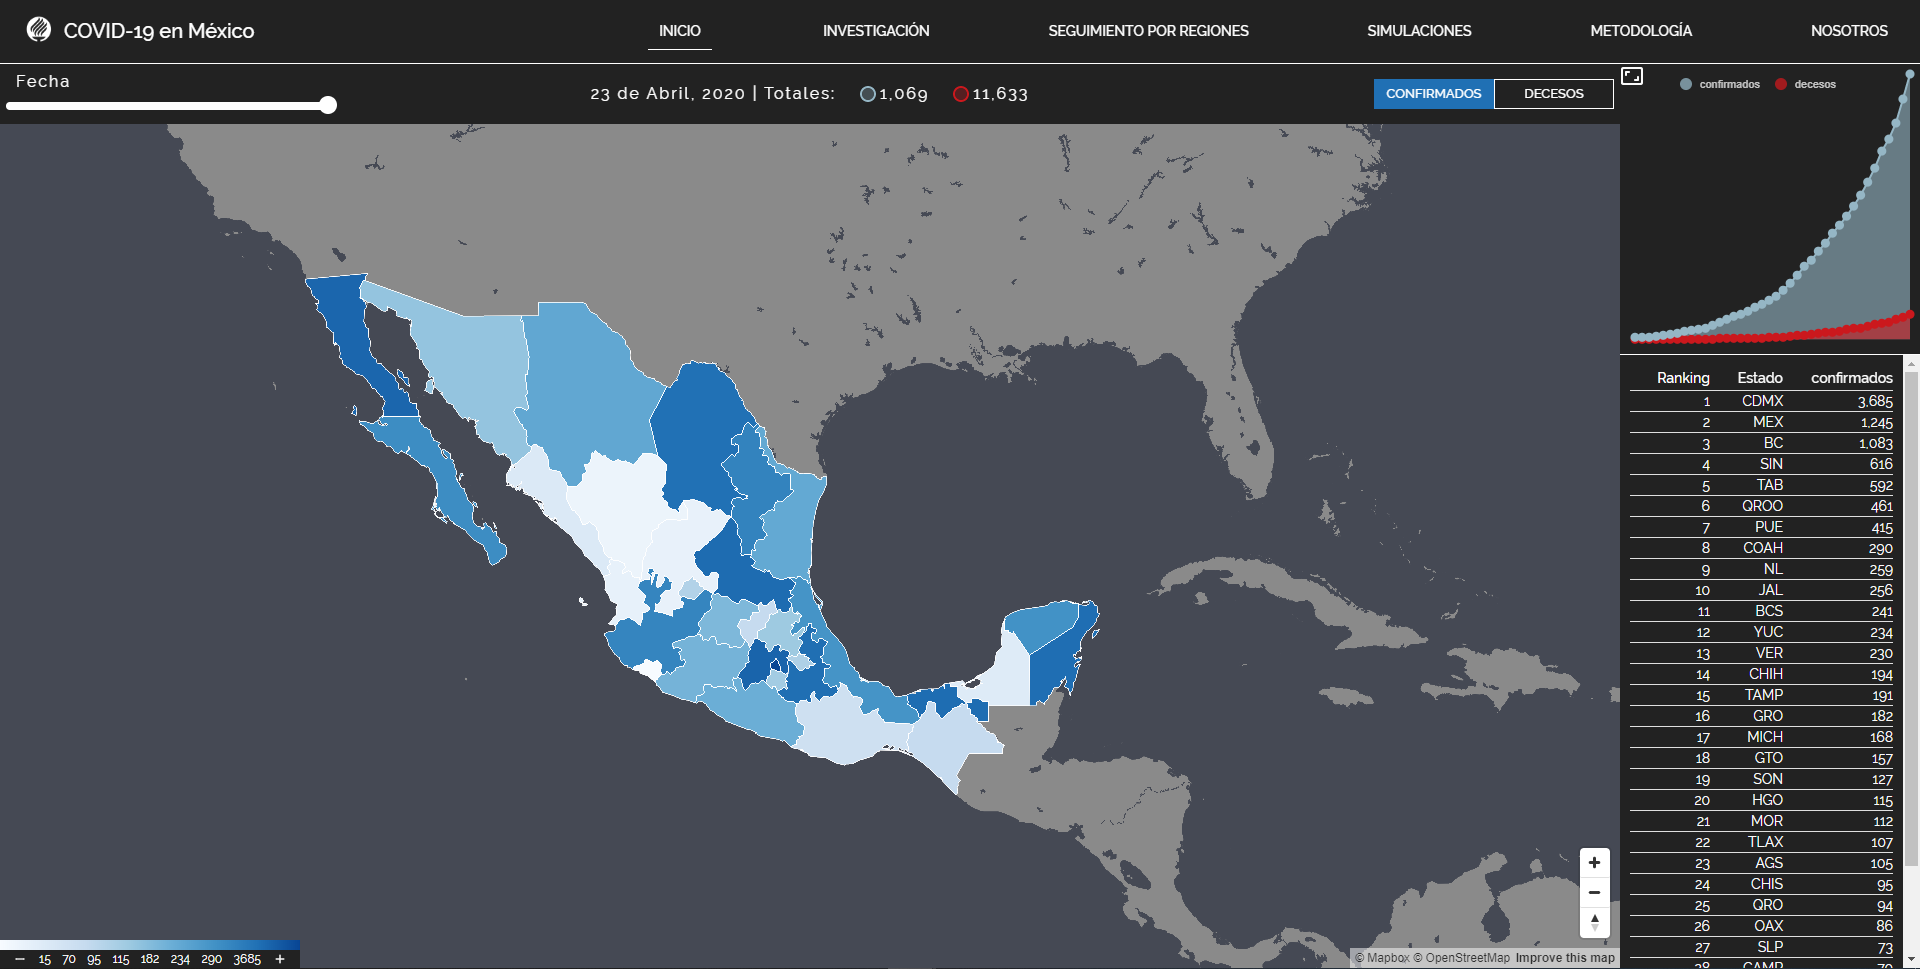 COVID-19 en México
INICIO
INVESTIGACIÓN
SEGUIMIENTO POR REGIONES
SIMULACIONES
METODOLOGÍA
NOSOTROS
Fecha
23 de Abril, 2020 | Totales: 1,069 11,633
CONFIRMADOS DECESOS
confirmados decesos
Ranking Estado confirmados
1 CDMX 3,685
2 MEX 1,245
3 BC 1,083
4 SIN 616
5 TAB 592
6 QROO 461
7 PUE 415
8 COAH 290
9 NL 259
10 JAL 256
11 BCS 241
12 YUC 234
13 VER 230
14 CHIH 194
15 TAMP 191
16 GRO 182
17 MICH 168
18 GTO 157
19 SON 127
20 HGO 115
21 MOR 112
22 TLAX 107
23 AGS 105
24 CHIS 95
25 QRO 94
26 OAX 86
27 SLP 73
28 CAMP 70
− 15 70 95 115 182 234 290 3685 +
© Mapbox © OpenStreetMap Improve this map